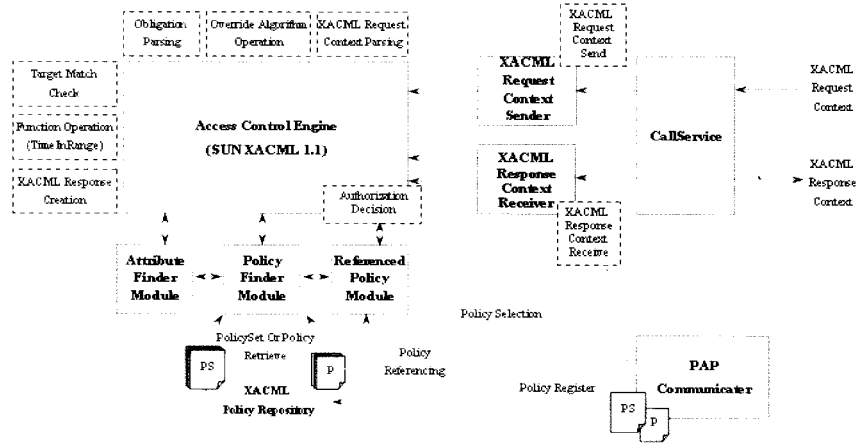 Obligation
Parsing
Override Algorithm
Operation
XACML Request
Context Parsing
XACML
Request
Context
Send
Target Match
Check
Function Operation
(TimeInRange)
XACML Response
Creation
Access Control Engine
(SUN XACML 1.1)
Authorization
Decision
XACML
Request
Context
Sender
XACML
Response
Context
Receiver
XACML
Response
Context
Receive
CallService
XACML
Request
Context
XACML
Response
Context
Attribute
Finder
Module
Policy
Finder
Module
Referenced
Policy
Module
Policy Selection
PolicySet Or Policy
Retrieve
PS
P
Policy
Referencing
XACML
Policy Repository
Policy Register
PAP
Communicater
PS
P